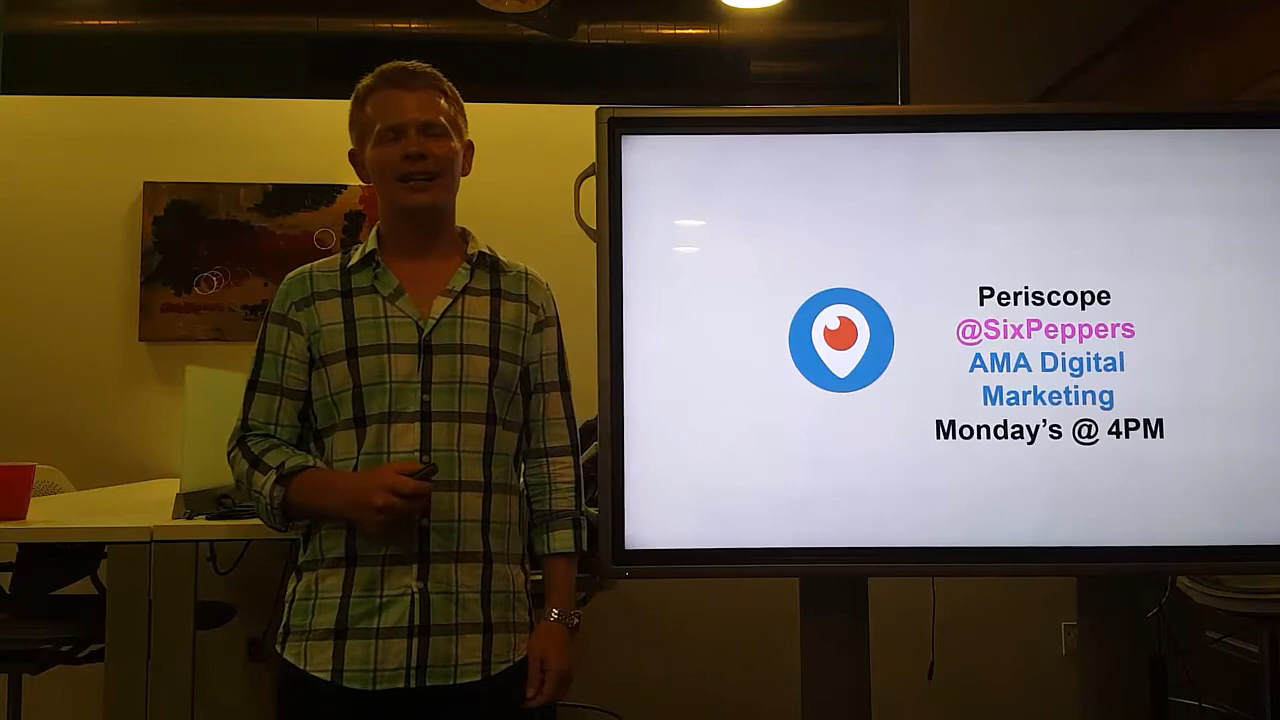 Periscope
@SixPeppers
AMA Digital
Marketing
Monday's @ 4PM